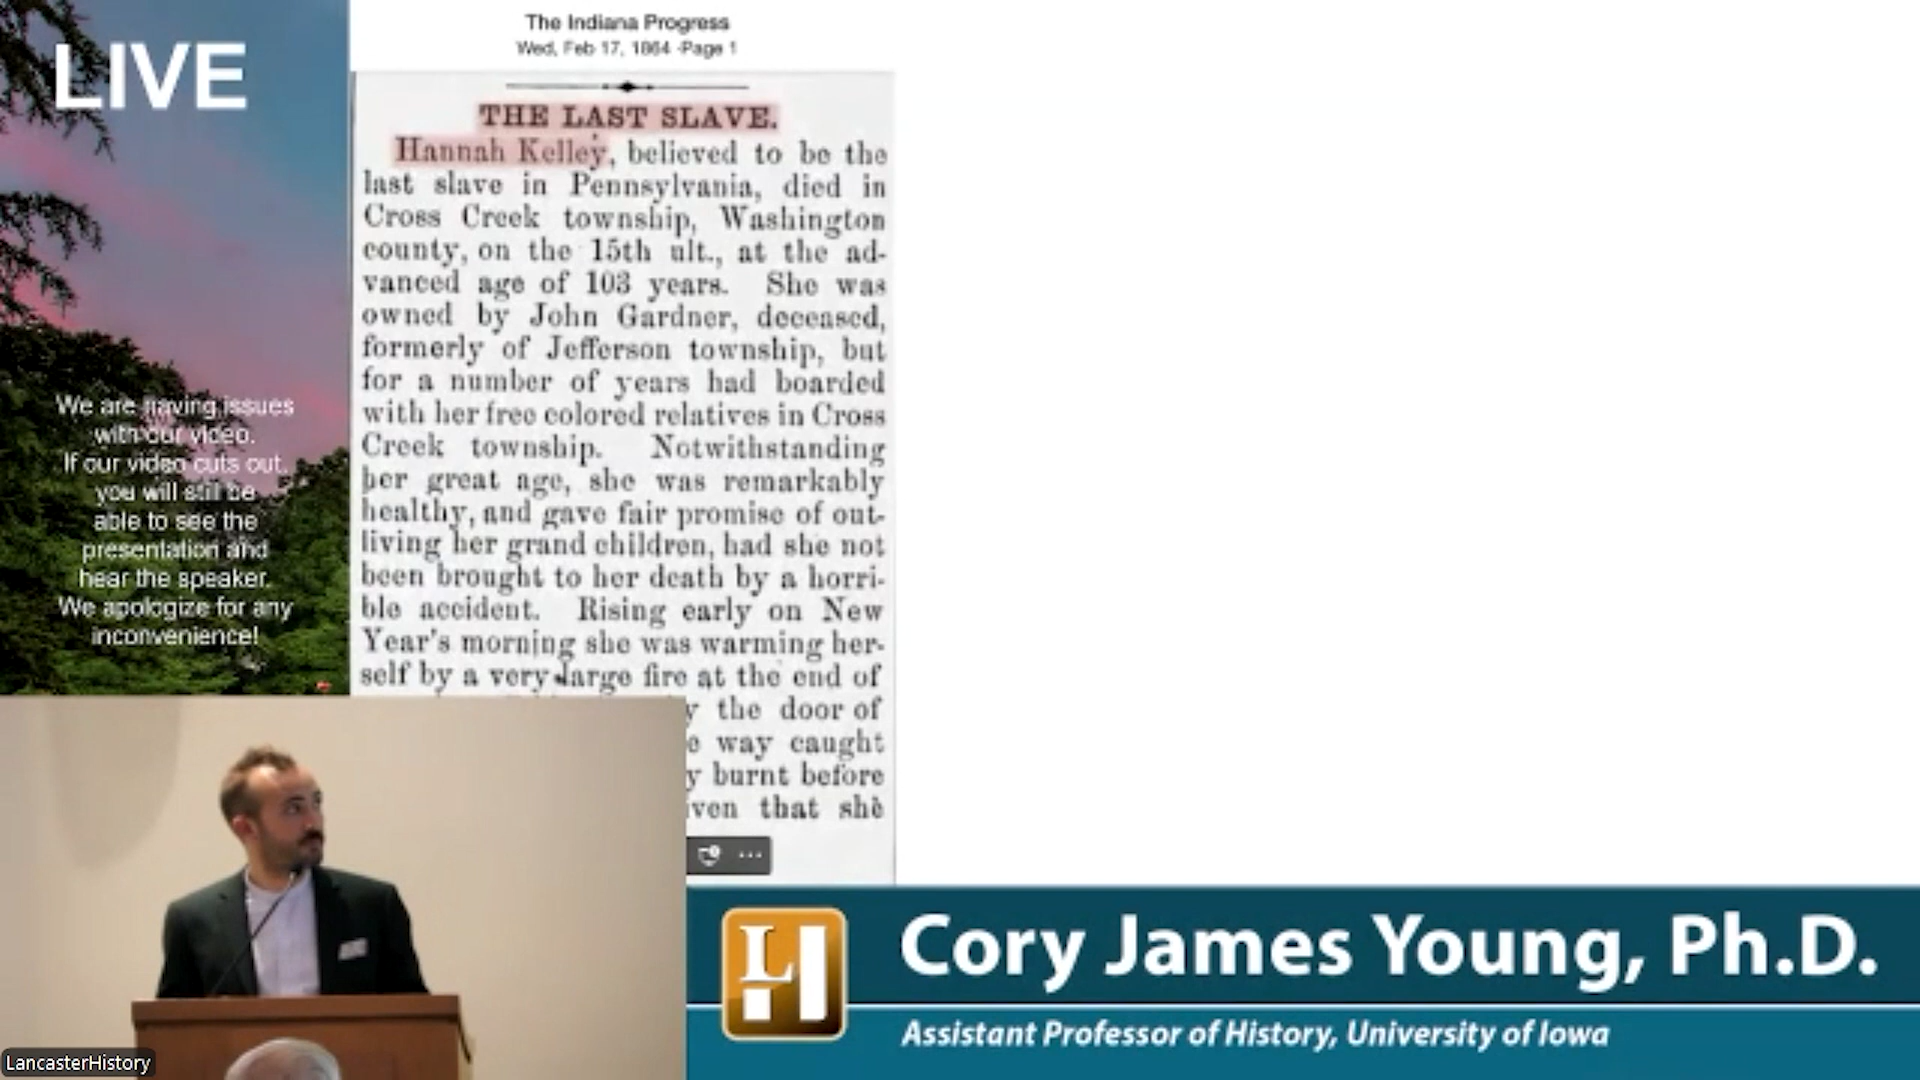 LIVE
We are having issues
with our video.
If our video cuts out,
you will still be
able to see the
presentation and
hear the speaker.
We apologize for any
inconvenience!
The Indiana Progress
Wed, Feb 17, 1864 -Page 1
THE LAST SLAVE.
Hannah Kelley, believed to be the
last slave in Pennsylvania, died in
Cross Creek township, Washington
county, on the 15th ult., at the ad-
vanced age of 103 years. She was
owned by John Gardner, deceased,
formerly of Jefferson township, but
for a number of years had boarded
with her free colored relatives in Cross
Creek township. Notwithstanding
her great age, she was remarkably
healthy, and gave fair promise of out-
living her grand children, had she not
been brought to her death by a horri-
ble accident. Rising early on New
Year's morning she was warming her-
self by a very large fire at the end of
the door of
way caught
burnt before
that she
LH
Cory James Young, Ph.D.
Assistant Professor of History, University of Iowa
LancasterHistory